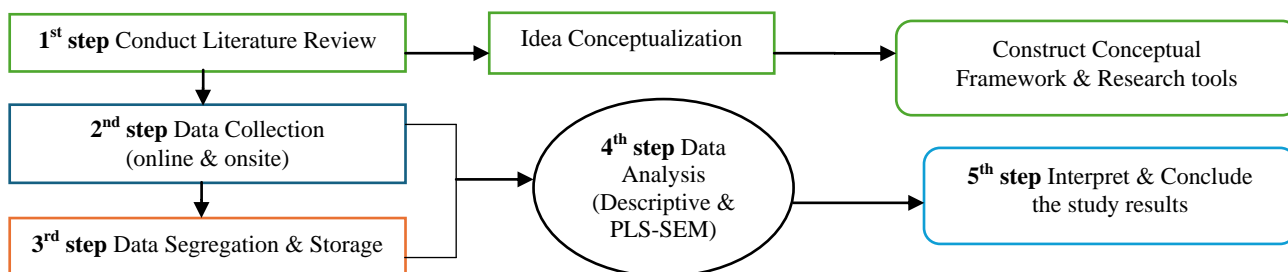 1st step Conduct Literature Review
Idea Conceptualization
Construct Conceptual
Framework & Research tools
2nd step Data Collection
(online & onsite)
3rd step Data Segregation & Storage
4th step Data
Analysis
(Descriptive &
PLS-SEM)
5th step Interpret & Conclude
the study results